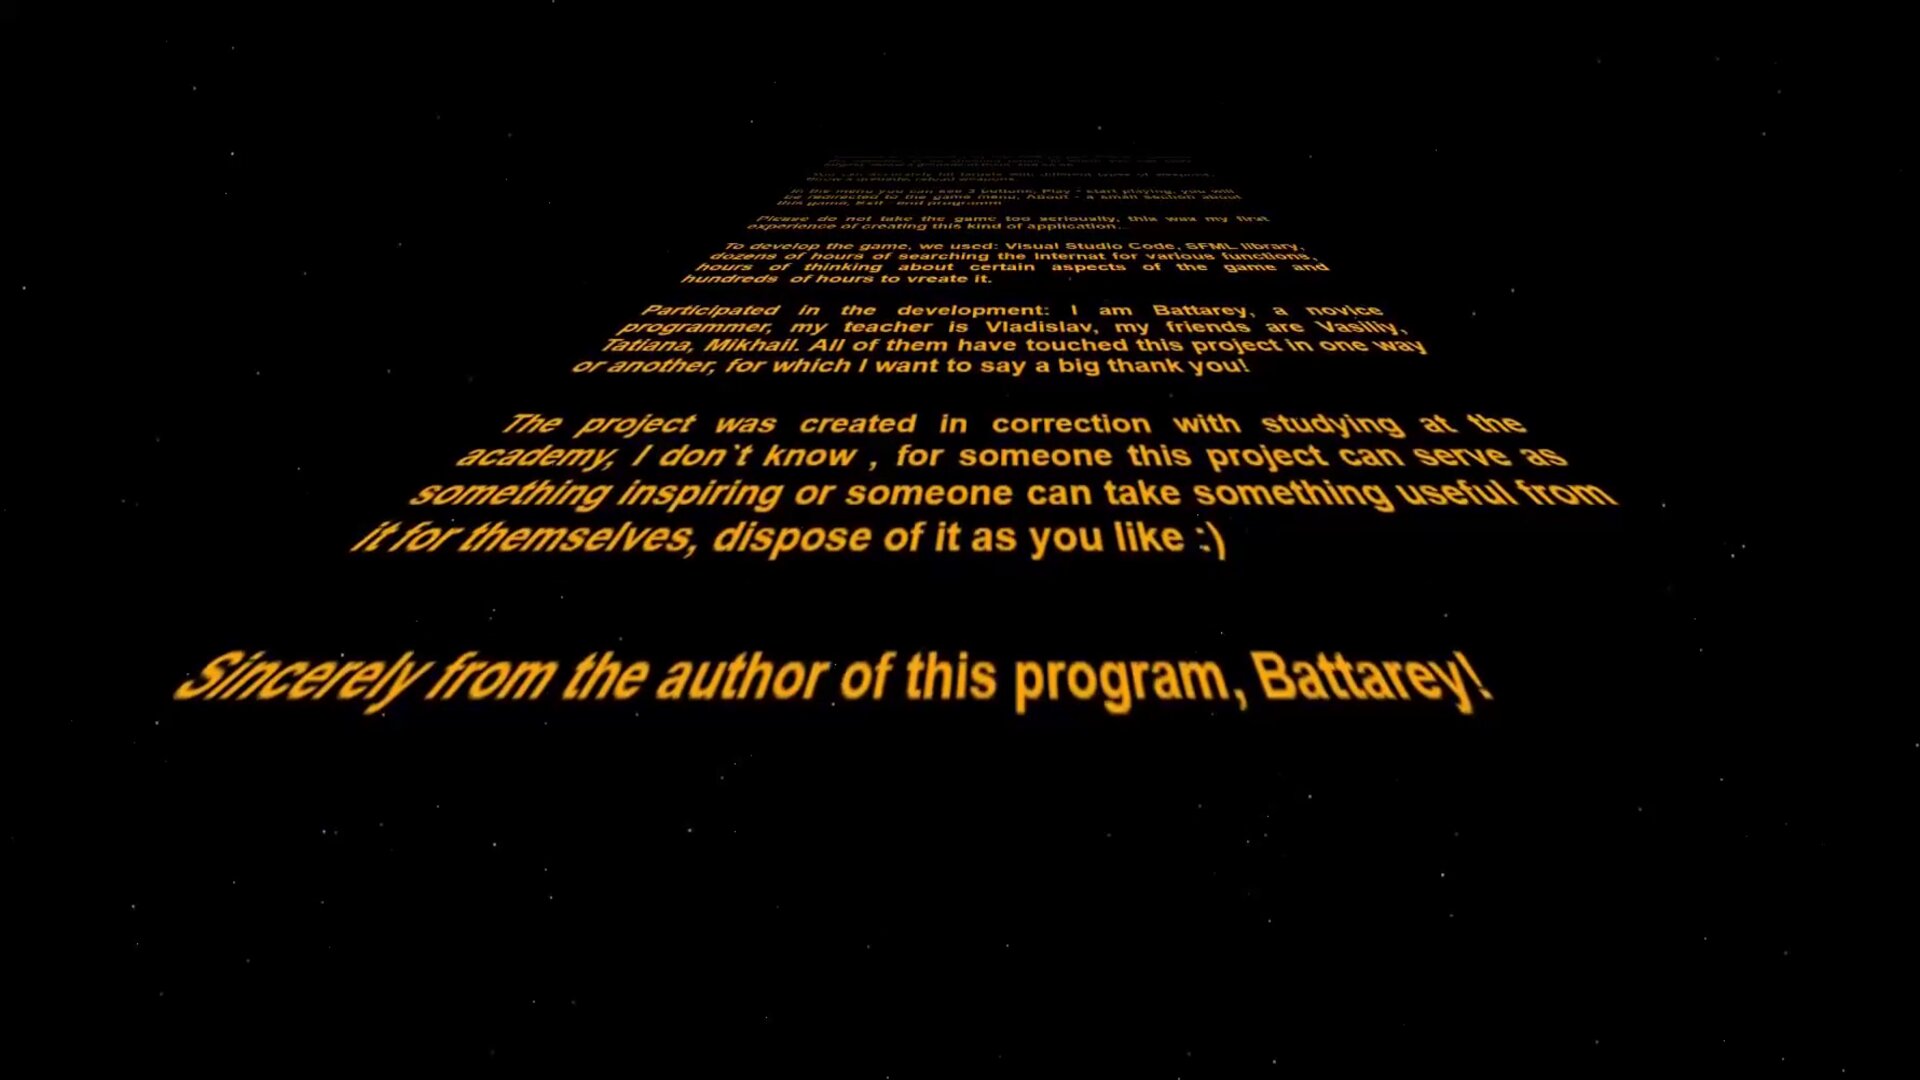 You can accurately hit targets with different types of weapons,
throw a grenade, reload weapons.
In the menu you can see 3 buttons, Play - start playing, you will
be redirected to the game menu, About - a small section about
this game, Exit - end programm
Please do not take the game too seriously, this was my first
experience of creating this kind of application...
To develop the game, we used: Visual Studio Code, SFML library,
dozens of hours of searching the Internat for various functions,
hours of thinking about certain aspects of the game and
hundreds of hours to vreate it.
Participated in the development: I am Battarey, a novice
programmer, my teacher is Vladislav, my friends are Vasiliy,
Tatiana, Mikhail. All of them have touched this project in one way
or another, for which I want to say a big thank you!
The project was created in correction with studying at the
academy, I don`t know , for someone this project can serve as
something inspiring or someone can take something useful from
it for themselves, dispose of it as you like :)
Sincerely from the author of this program, Battarey!